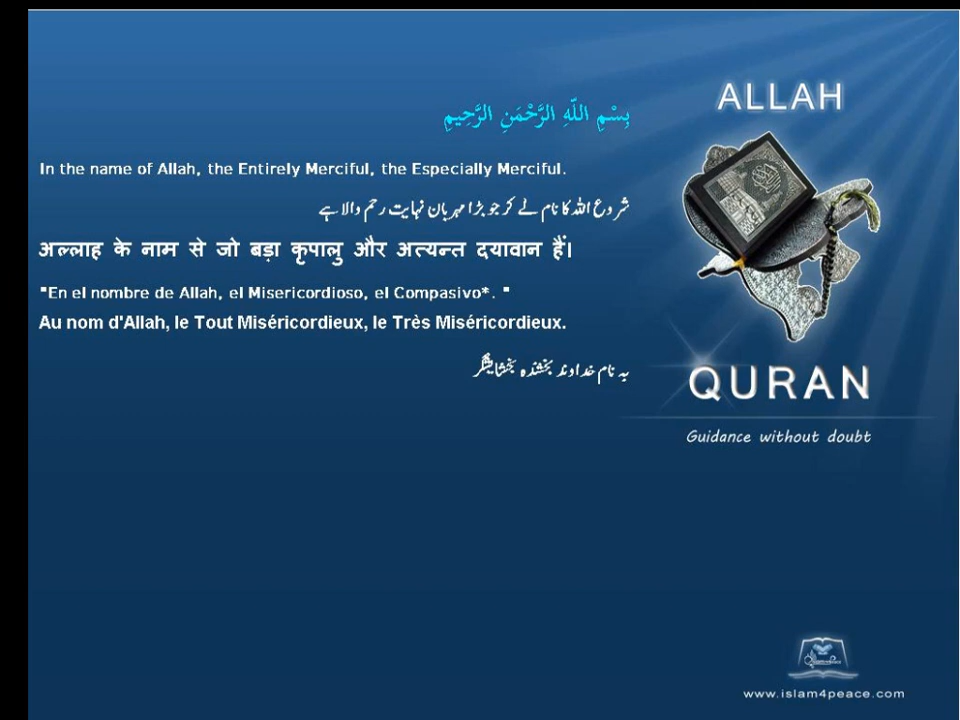 بِسْمِ اللّهِ الرَّحْمَنِ الرَّحِيمِ
In the name of Allah, the Entirely Merciful, the Especially Merciful.
شروع الله کا نام لے کر جو بڑا مہربان نہایت رحم والا ہے
अल्लाह के नाम से जो बड़ा कृपालु और अत्यन्त दयावान हैं।
"En el nombre de Allah, el Misericordioso, el Compasivo*. "
Au nom d'Allah, le Tout Miséricordieux, le Très Miséricordieux.
به نام خداوند بخشنده بخشایشگر
ALLAH
QURAN
Guidance without doubt
www.islam4peace.com